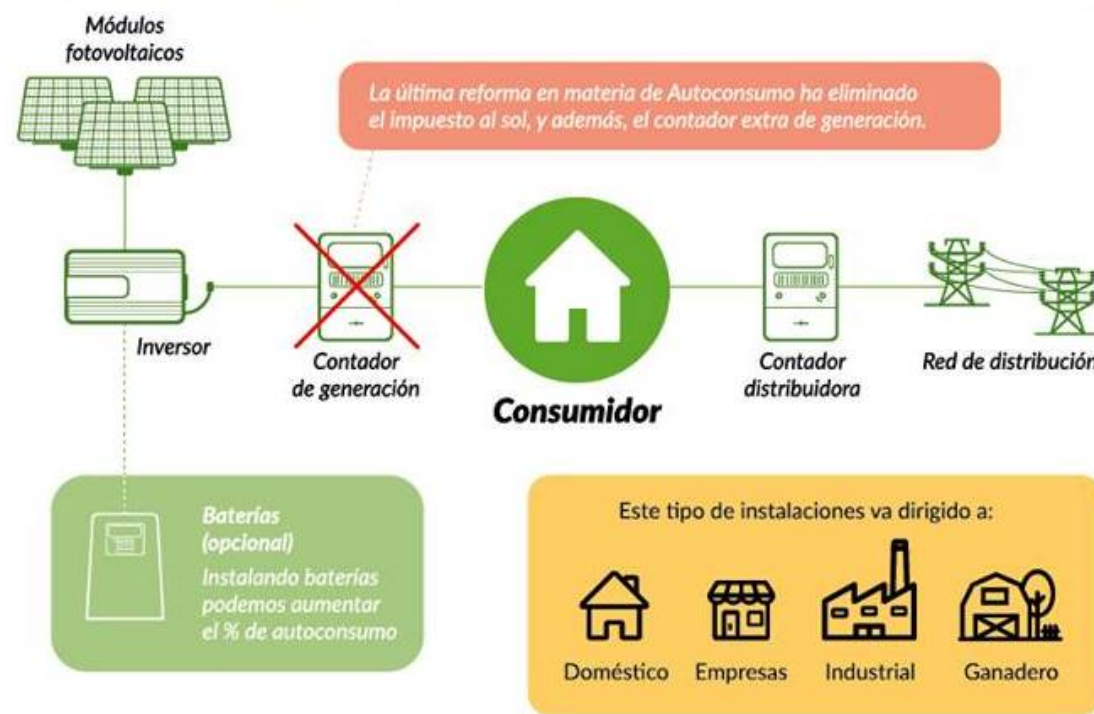 Módulos
fotovoltaicos
La última reforma en materia de Autoconsumo ha eliminado
el impuesto al sol, y además, el contador extra de generación.
Inversor
Contador
de generación
Consumidor
Contador
distribuidora
Red de distribución
Baterías
(opcional)
Instalando baterías
podemos aumentar
el % de autoconsumo
Este tipo de instalaciones va dirigido a:
Doméstico
Empresas
Industrial
Ganadero